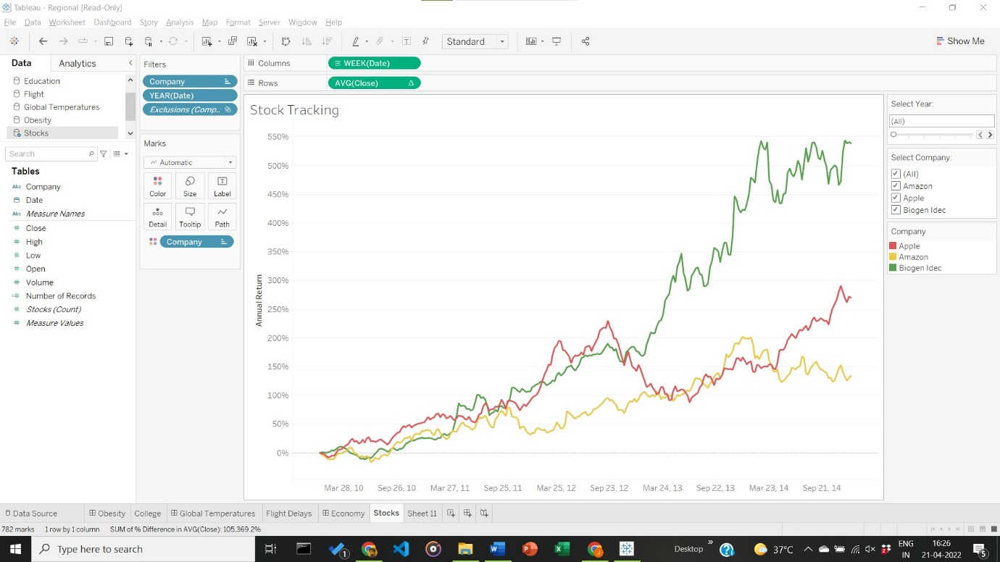 Tableau - Regional [Read-Only]
File Data Worksheet Dashboard Story Analysis Map Format Server Window Help
Standard
Show Me
Data
Analytics
Education
Flight
Global Temperatures
Obesity
Stocks
Search
Tables
Abc Company
Date
Abc Measure Names
# Close
# High
# Low
# Open
# Volume
=# Number of Records
# Stocks (Count)
# Measure Values
Filters
Company
YEAR(Date)
Exclusions (Comp..
Marks
Automatic
Color
Size
Label
Detail
Tooltip
Path
Company
Columns
WEEK(Date)
Rows
AVG(Close) Δ
Stock Tracking
Annual Return
550%
500%
450%
400%
350%
300%
250%
200%
150%
100%
50%
0%
Mar 28, 10 Sep 26, 10 Mar 27, 11 Sep 25, 11 Mar 25, 12 Sep 23, 12 Mar 24, 13 Sep 22, 13 Mar 23, 14 Sep 21, 14
Select Year:
(All)
Select Company:
(All)
Amazon
Apple
Biogen Idec
Company
Apple
Amazon
Biogen Idec
Data Source Obesity College Global Temperatures Flight Delays Economy Stocks Sheet 11
782 marks 1 row by 1 column SUM of % Difference in AVG(Close): 105,369.2%
Type here to search
1
Desktop
37°C
2
ENG
IN
16:26
21-04-2022
5